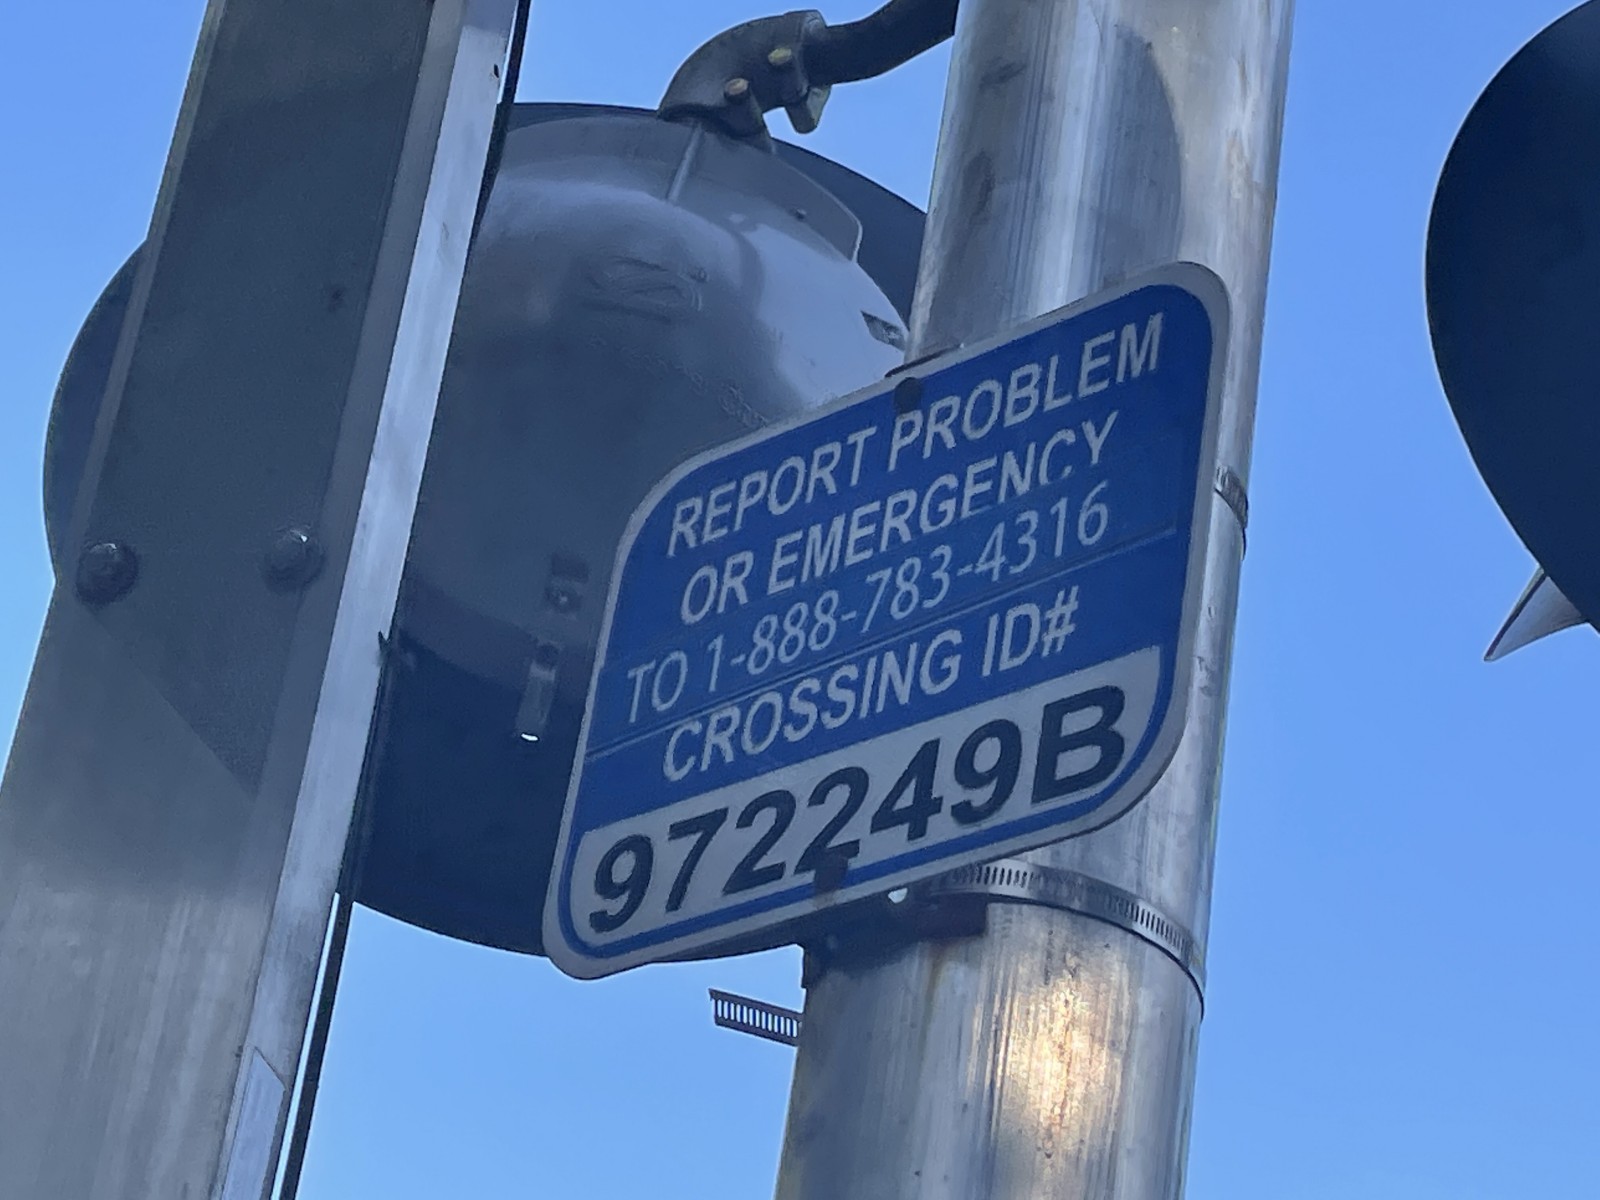 REPORT PROBLEM
OR EMERGENCY
TO 1-888-783-4316
CROSSING ID#
972249B